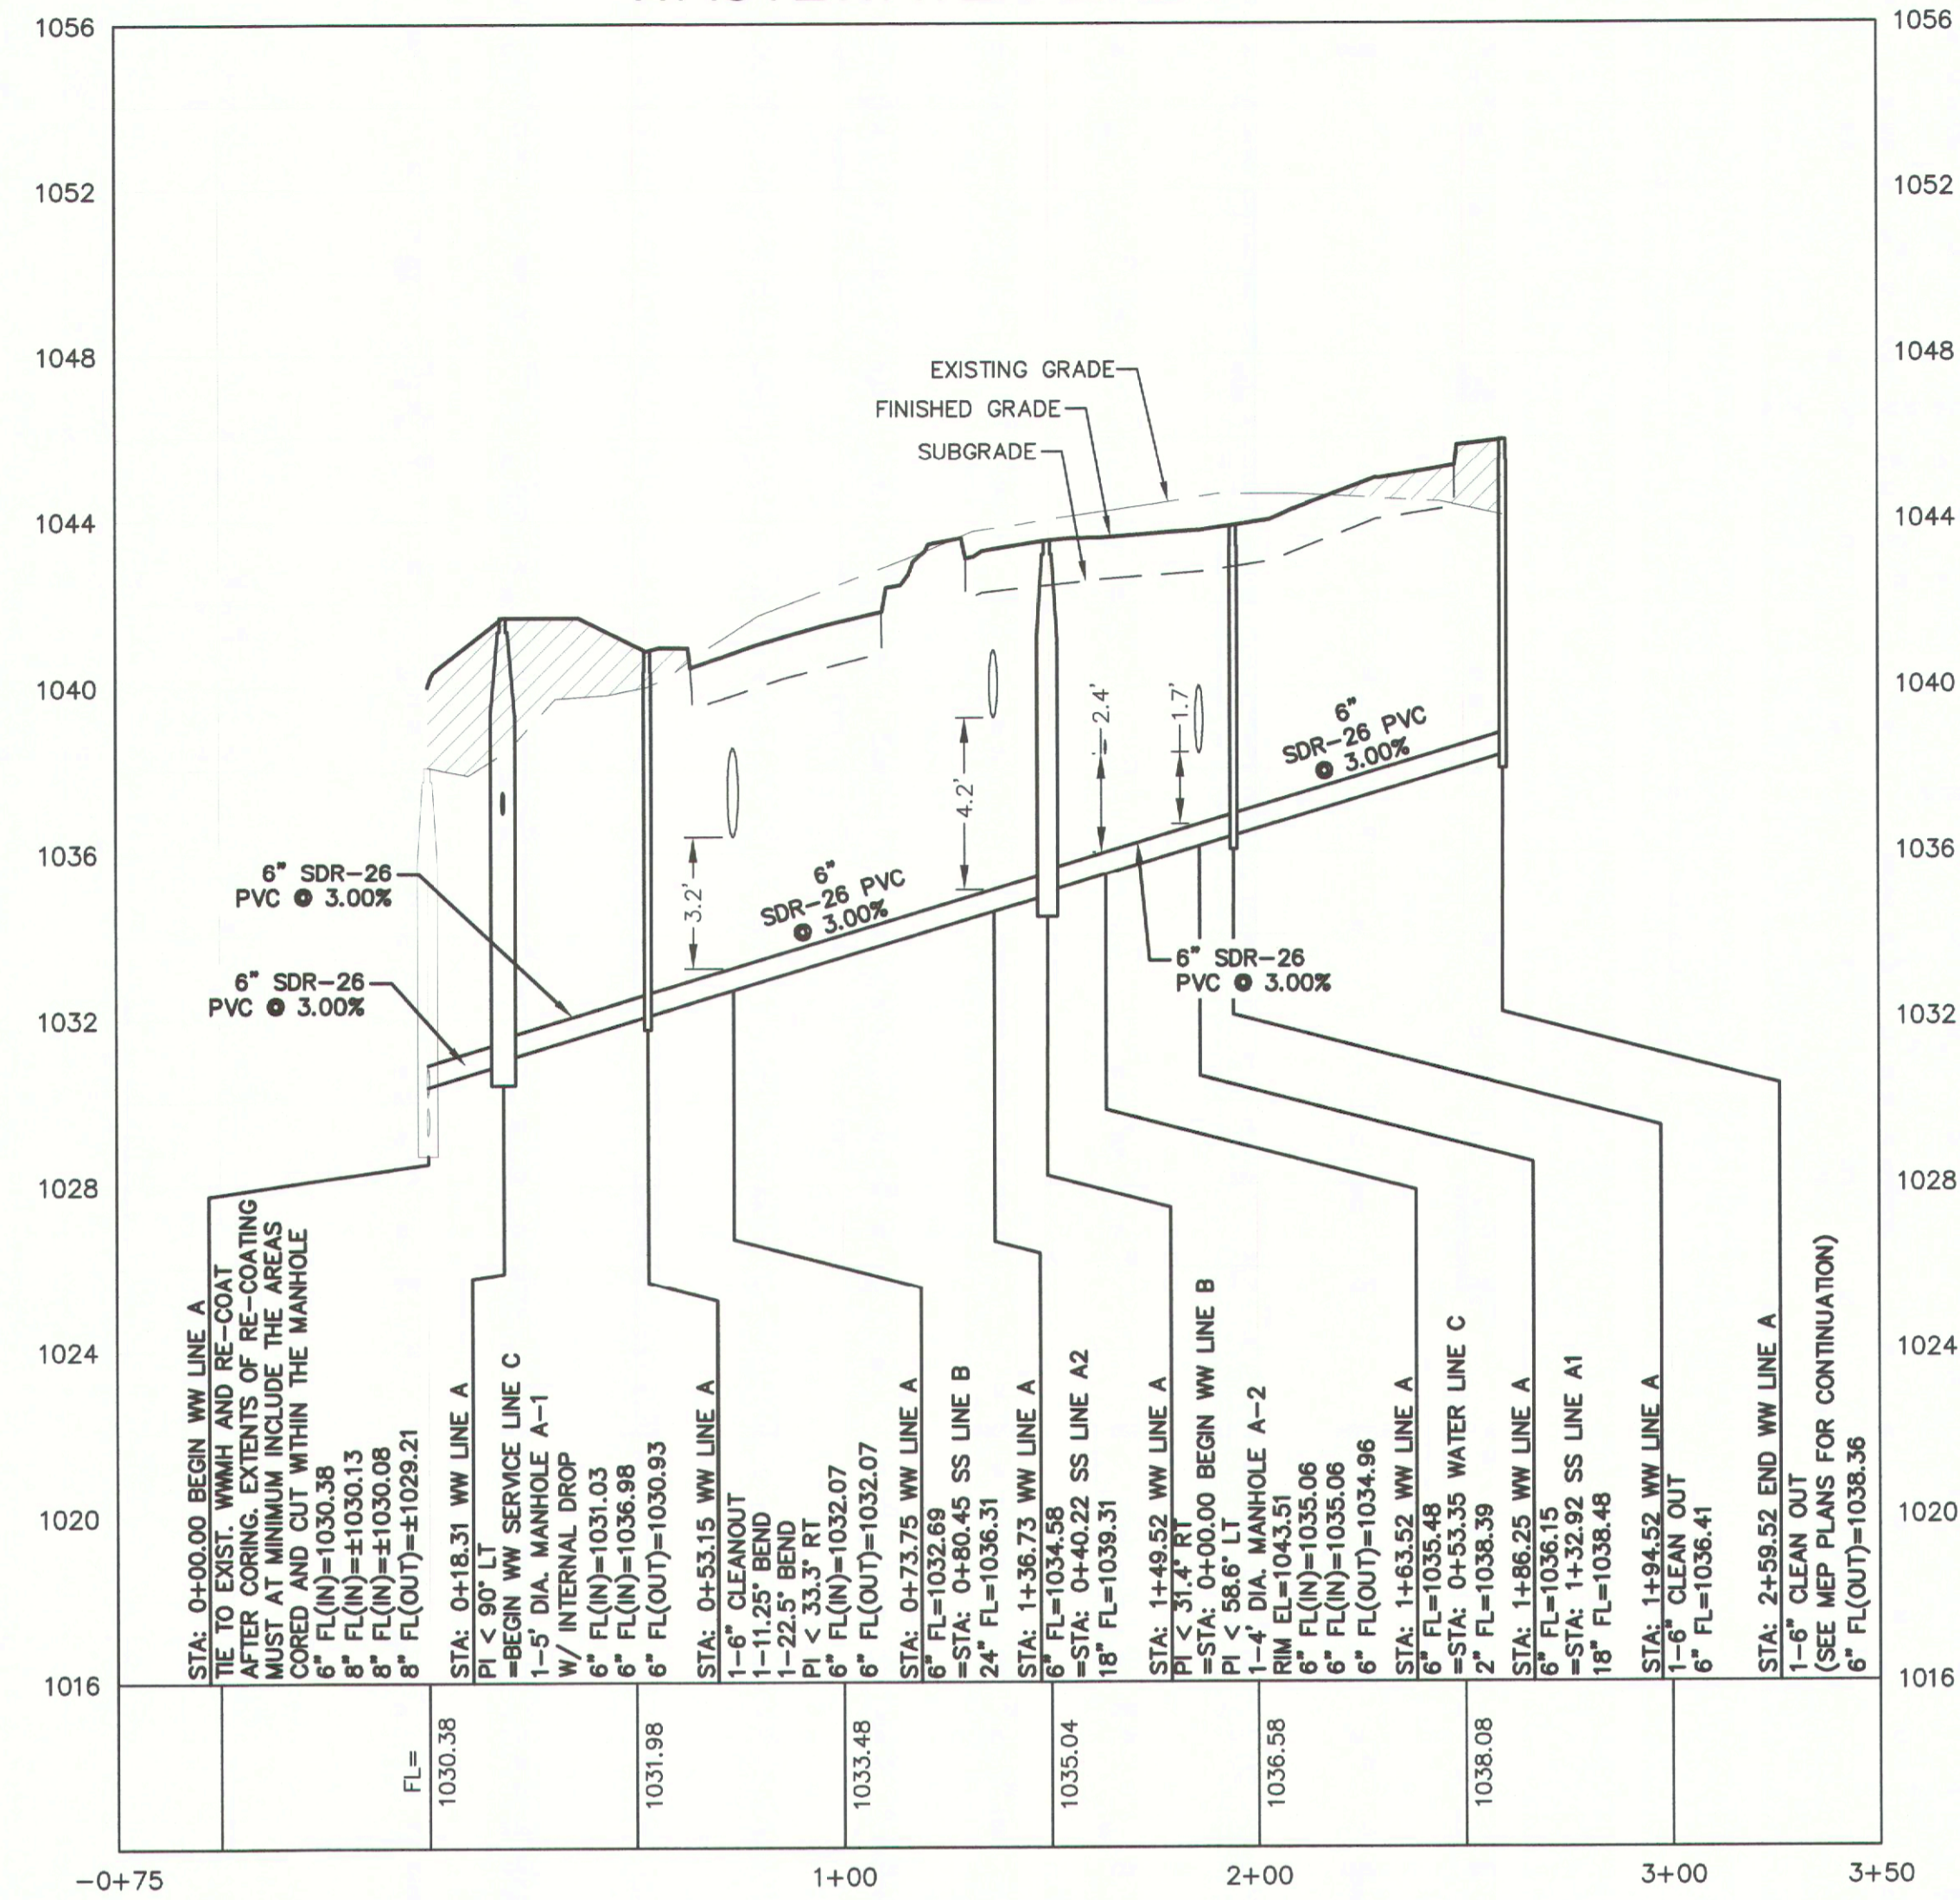 1056
1052
1048
1044
1040
1036
1032
1028
1024
1020
1016
1056
1052
1048
1044
1040
1036
1032
1028
1024
1020
1016
EXISTING GRADE
FINISHED GRADE
SUBGRADE
6" SDR-26
PVC @ 3.00%
6" SDR-26
PVC @ 3.00%
3.2'
6"
SDR-26 PVC
@ 3.00%
4.2'
2.4'
1.7'
6"
SDR-26 PVC
@ 3.00%
6" SDR-26
PVC @ 3.00%
STA: 0+00.00 BEGIN WW LINE A
TIE TO EXIST. WWMH AND RE-COAT
AFTER CORING. EXTENTS OF RE-COATING
MUST AT MINIMUM INCLUDE THE AREAS
CORED AND CUT WITHIN THE MANHOLE
6" FL(IN)=1030.38
8" FL(IN)=±1030.13
8" FL(IN)=±1030.08
8" FL(OUT)=±1029.21
STA: 0+18.31 WW LINE A
PI < 90° LT
=BEGIN WW SERVICE LINE C
1-5' DIA. MANHOLE A-1
W/ INTERNAL DROP
6" FL(IN)=1031.03
6" FL(IN)=1036.98
6" FL(OUT)=1030.93
STA: 0+53.15 WW LINE A
1-6" CLEANOUT
1-11.25° BEND
1-22.5° BEND
PI < 33.3° RT
6" FL(IN)=1032.07
6" FL(OUT)=1032.07
STA: 0+73.75 WW LINE A
6" FL=1032.69
=STA: 0+80.45 SS LINE B
24" FL=1036.31
STA: 1+36.73 WW LINE A
6" FL=1034.58
=STA: 0+40.22 SS LINE A2
18" FL=1039.31
STA: 1+49.52 WW LINE A
PI < 31.4° RT
=STA: 0+00.00 BEGIN WW LINE B
PI < 58.6° LT
1-4' DIA. MANHOLE A-2
RIM EL=1043.51
6" FL(IN)=1035.06
6" FL(IN)=1035.06
6" FL(OUT)=1034.96
STA: 1+63.52 WW LINE A
6" FL=1035.48
=STA: 0+53.35 WATER LINE C
2" FL=1038.39
STA: 1+86.25 WW LINE A
6" FL=1036.15
=STA: 1+32.92 SS LINE A1
18" FL=1038.48
STA: 1+94.52 WW LINE A
1-6" CLEAN OUT
6" FL=1036.41
STA: 2+59.52 END WW LINE A
1-6" CLEAN OUT
(SEE MEP PLANS FOR CONTINUATION)
6" FL(OUT)=1038.36
FL=
1030.38
1031.98
1033.48
1035.04
1036.58
1038.08
-0+75
1+00
2+00
3+00
3+50